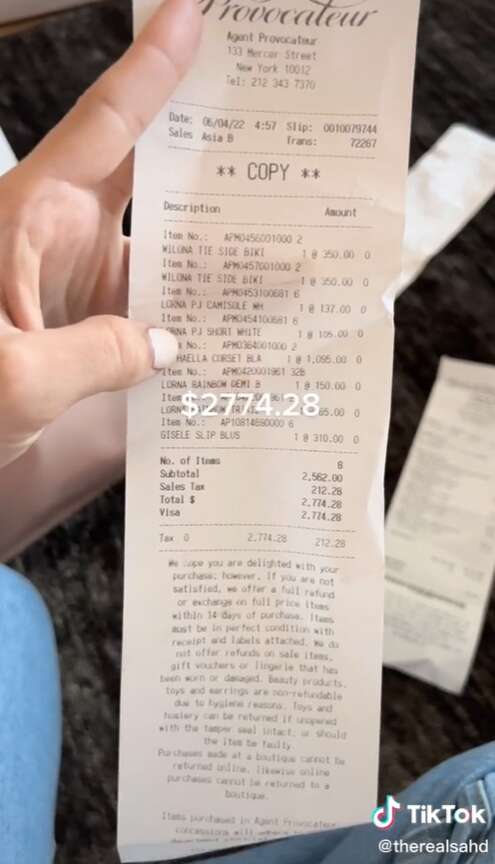 Provocateur
Agent Provocateur
133 Mercer Street
New York 10012
Tel: 212 343 7370
Date: 06/04/22 4:57 Slip: 0010079744
Sales Asia B Trans: 72267
** COPY **
Description Amount
Item No.: APM0456001000 2
WILONA TIE SIDE BIKI 1 @ 350.00 0
Item No.: APM0457001000 2
WILONA TIE SIDE BIKI 1 @ 350.00 0
Item No.: APM0453100681 6
LORNA PJ CAMISOLE WH 1 @ 137.00 0
Item No.: APM0454100681 6
ORNA PJ SHORT WHITE 1 @ 105.00 0
APM0364001000 2
HAELLA CORSET BLA 1 @ 1,095.00 0
Item No.: APM0420001961 32B
LORNA RAINBOW DEMI B 1 @ 150.00 0
Item
$2774.28
65.00 0
Item No.: AP10814680000 6
GISELE SLIP BLUS 1 @ 310.00 0
No. of Items 8
Subtotal 2,562.00
Sales Tax 212.28
Total $ 2,774.28
Visa 2,774.28
Tax 0 2,774.28 212.28
We hope you are delighted with your
purchase; however, if you are not
satisfied, we offer a full refund
or exchange on full price items
within 14 days of purchase. Items
must be in perfect condition with
receipt and labels attached. We do
not offer refunds on sale items,
gift vouchers or lingerie that has
been worn or damaged. Beauty products,
toys and earrings are non-refundable
due to hygiene reasons. Toys and
hosiery can be returned if unopened
with the tamper seal intact, or should
the item be faulty.
Purchases made at a boutique cannot be
returned online, likewise online
purchases cannot be returned to a
boutique.
Items purchased in Agent Provocateur
concessions will adhere to
TikTok
@therealsahd